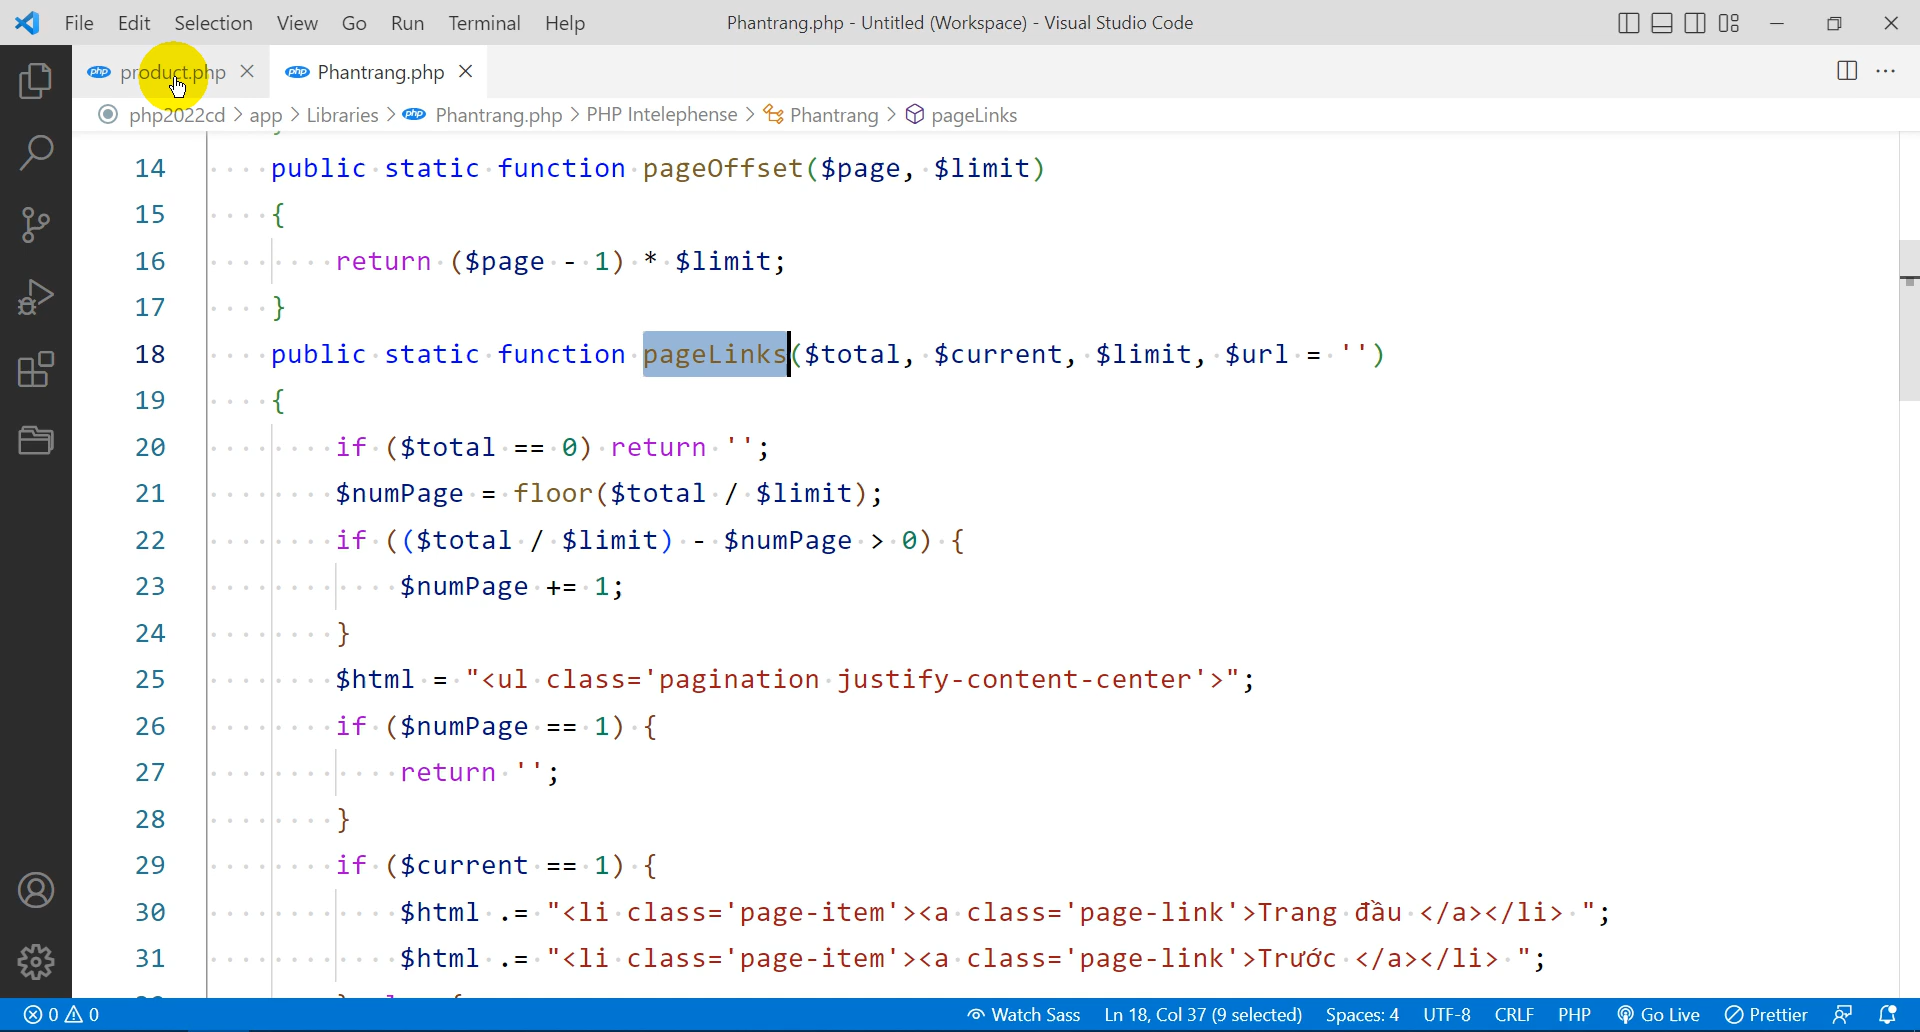 File Edit Selection View Go Run Terminal Help Phantrang.php - Untitled (Workspace) - Visual Studio Code
php product.php php Phantrang.php
php2022cd > app > Libraries > php Phantrang.php > PHP Intelephense > Phantrang > pageLinks
14 public static function pageOffset($page, $limit)
15 {
16 return ($page - 1) * $limit;
17 }
18 public static function pageLinks($total, $current, $limit, $url = '')
19 {
20 if ($total == 0) return '';
21 $numPage = floor($total / $limit);
22 if (($total / $limit) - $numPage > 0) {
23 $numPage += 1;
24 }
25 $html = "<ul class='pagination justify-content-center'>";
26 if ($numPage == 1) {
27 return '';
28 }
29 if ($current == 1) {
30 $html .= "<li class='page-item'><a class='page-link'>Trang đầu </a></li> ";
31 $html .= "<li class='page-item'><a class='page-link'>Trước </a></li> ";
0 0 Watch Sass Ln 18, Col 37 (9 selected) Spaces: 4 UTF-8 CRLF PHP Go Live Prettier